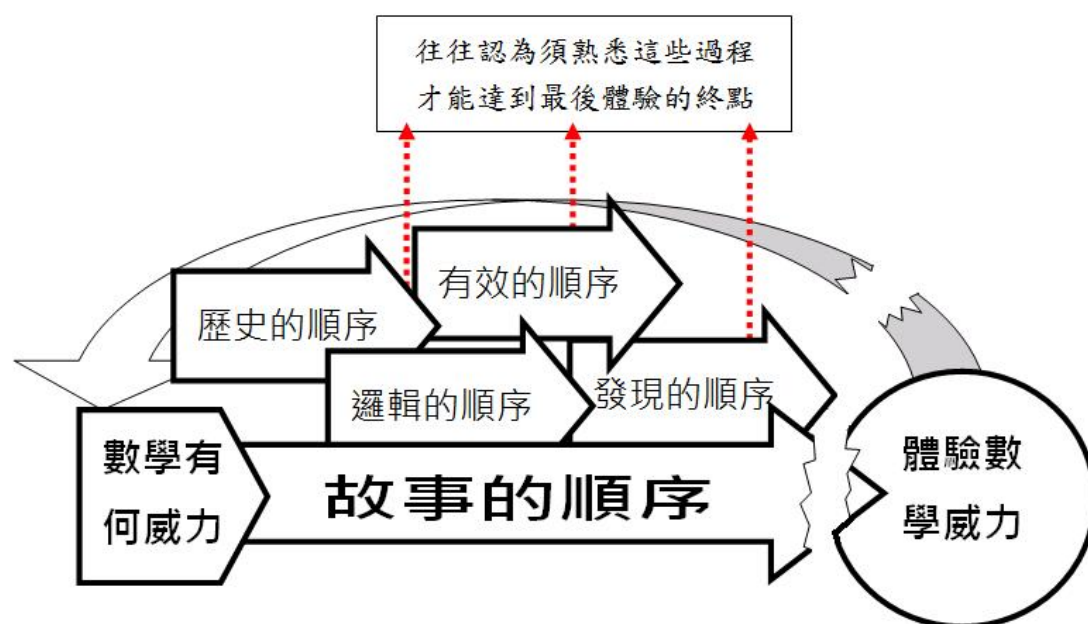 往往認為須熟悉這些過程
才能達到最後體驗的終點
有效的順序
歷史的順序
邏輯的順序
發現的順序
數學有
何威力
故事的順序
體驗數
學威力